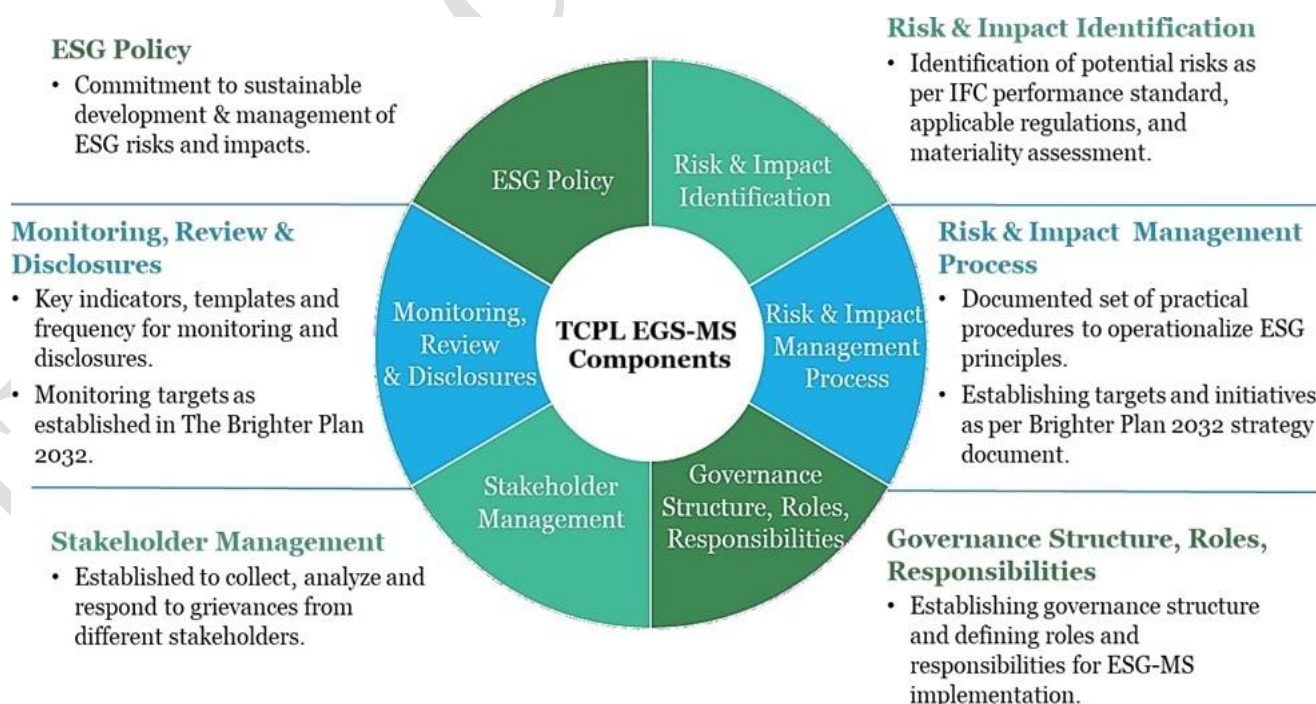 ESG Policy
• Commitment to sustainable
development & management of
ESG risks and impacts.
Monitoring, Review &
Disclosures
• Key indicators, templates and
frequency for monitoring and
disclosures.
• Monitoring targets as
established in The Brighter Plan
2032.
Stakeholder Management
• Established to collect, analyze and
respond to grievances from
different stakeholders.
ESG Policy
Risk & Impact
Identification
Monitoring,
Review
& Disclosures
TCPL EGS-MS
Components
Risk & Impact
Management
Process
Stakeholder
Management
Governance
Structure, Roles,
Responsibilities
Risk & Impact Identification
• Identification of potential risks as
per IFC performance standard,
applicable regulations, and
materiality assessment.
Risk & Impact Management
Process
• Documented set of practical
procedures to operationalize ESG
principles.
• Establishing targets and initiatives
as per Brighter Plan 2032 strategy
document.
Governance Structure, Roles,
Responsibilities
• Establishing governance structure
and defining roles and
responsibilities for ESG-MS
implementation.